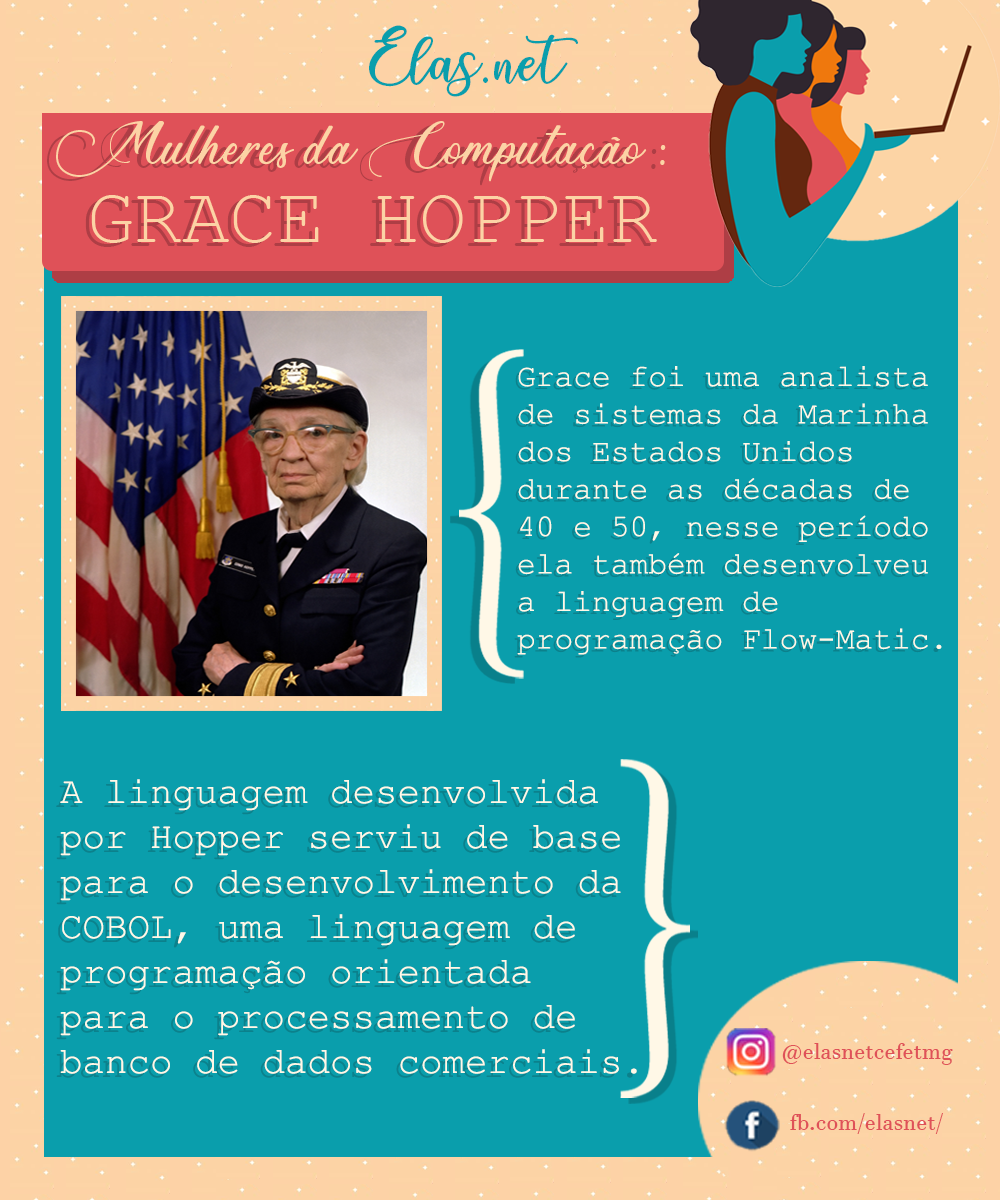 Elas.net
Mulheres da Computação:
GRACE HOPPER
Grace foi uma analista
de sistemas da Marinha
dos Estados Unidos
durante as décadas de
40 e 50, nesse período
ela também desenvolveu
a linguagem de
programação Flow-Matic.
A linguagem desenvolvida
por Hopper serviu de base
para o desenvolvimento da
COBOL, uma linguagem de
programação orientada
para o processamento de
banco de dados comerciais.
@elasnetcefetmg
fb.com/elasnet/